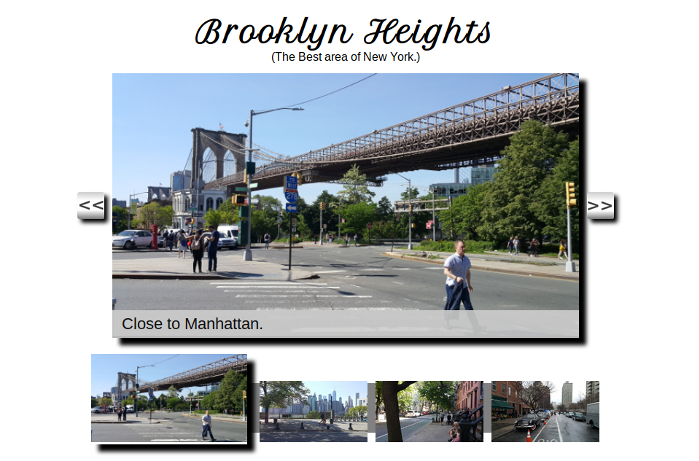 Brooklyn Heights
(The Best area of New York.)
<<
>>
Close to Manhattan.